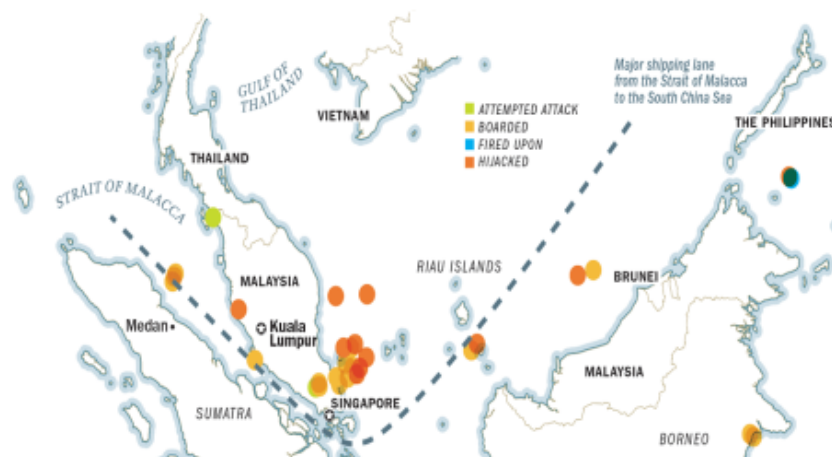 GULF OF
THAILAND
VIETNAM
Major shipping lane
from the Strait of Malacca
to the South China Sea
ATTEMPTED ATTACK
BOARDED
FIRED UPON
HIJACKED
THE PHILIPPINES
THAILAND
STRAIT OF MALACCA
RIAU ISLANDS
MALAYSIA
BRUNEI
Medan
Kuala
Lumpur
MALAYSIA
SINGAPORE
SUMATRA
BORNEO